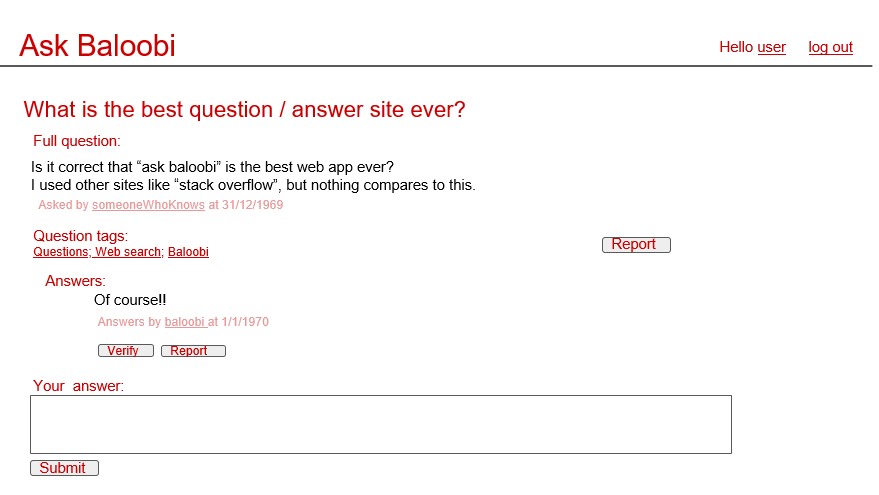 Ask Baloobi
Hello user log out
What is the best question / answer site ever?
Full question:
Is it correct that “ask baloobi” is the best web app ever?
I used other sites like “stack overflow”, but nothing compares to this.
Asked by someoneWhoKnows at 31/12/1969
Question tags:
Questions; Web search; Baloobi
Report
Answers:
Of course!!
Answers by baloobi at 1/1/1970
Verify Report
Your answer:
Submit